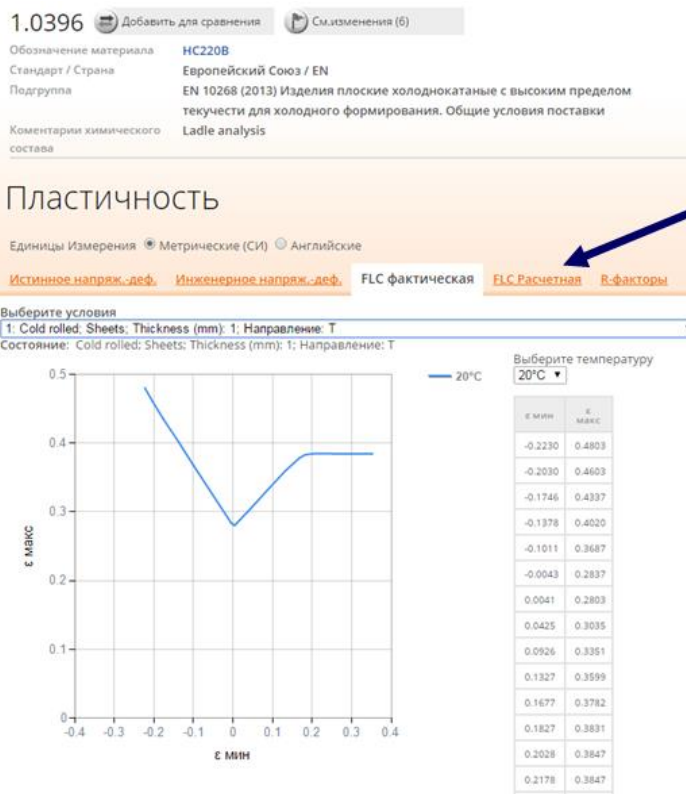 1.0396 Добавить для сравнения См.изменения (6)
Обозначение материала HC220B
Стандарт / Страна Европейский Союз / EN
Подгруппа EN 10268 (2013) Изделия плоские холоднокатаные с высоким пределом
текучести для холодного формирования. Общие условия поставки
Коментарии химического Ladle analysis
состава
Пластичность
Единицы Измерения Метрические (СИ) Английские
Истинное напряж.-деф. Инженерное напряж.-деф. FLC фактическая FLC Расчетная R-факторы
Выберите условия
1: Cold rolled; Sheets; Thickness (mm): 1; Направление: T
Состояние: Cold rolled; Sheets; Thickness (mm): 1; Направление: T
Выберите температуру
20°C
20°C
ε мин ε
макс
-0.2230 0.4803
-0.2030 0.4603
-0.1746 0.4337
-0.1378 0.4020
-0.1011 0.3687
-0.0043 0.2837
0.0041 0.2803
0.0425 0.3035
0.0926 0.3351
0.1327 0.3599
0.1677 0.3782
0.1827 0.3831
0.2028 0.3847
0.2178 0.3847
0.5
0.4
0.3
0.2
0.1
0
ε макс
-0.4 -0.3 -0.2 -0.1 0 0.1 0.2 0.3 0.4
ε мин